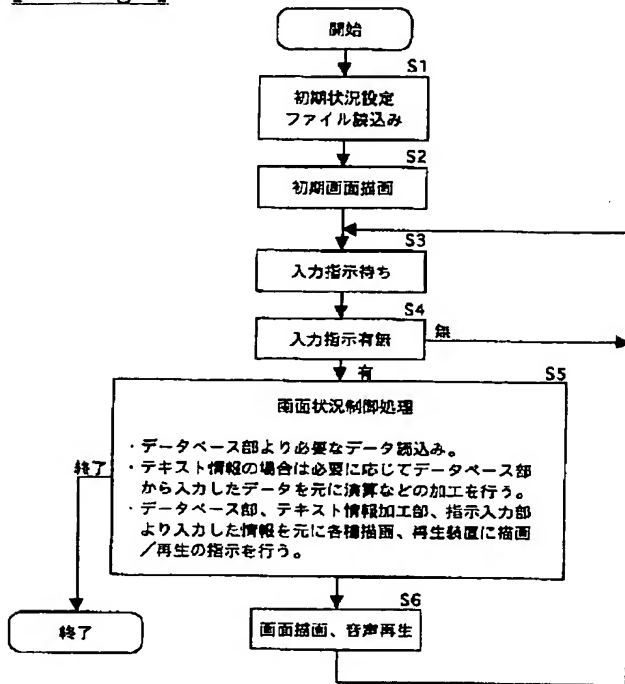 開始
S1
初期状況設定
ファイル読込み
S2
初期画面描画
S3
入力指示待ち
S4
入力指示有無
無
有
S5
画面状況制御処理
・データベース部より必要なデータ読込み。
・テキスト情報の場合は必要に応じてデータベース部
から入力したデータを元に演算などの加工を行う。
・データベース部、テキスト情報加工部、指示入力部
より入力した情報を元に各種描画、再生装置に描画
／再生の指示を行う。
終了
S6
画面描画、音声再生
終了